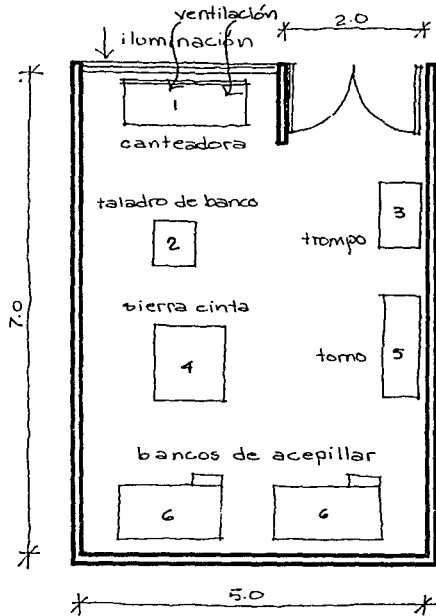 ventilación
iluminación
2.0
1
canteadora
taladro de banco
2
3
trompo
sierra cinta
7.0
4
torno
5
bancos de acepillar
6
6
5.0